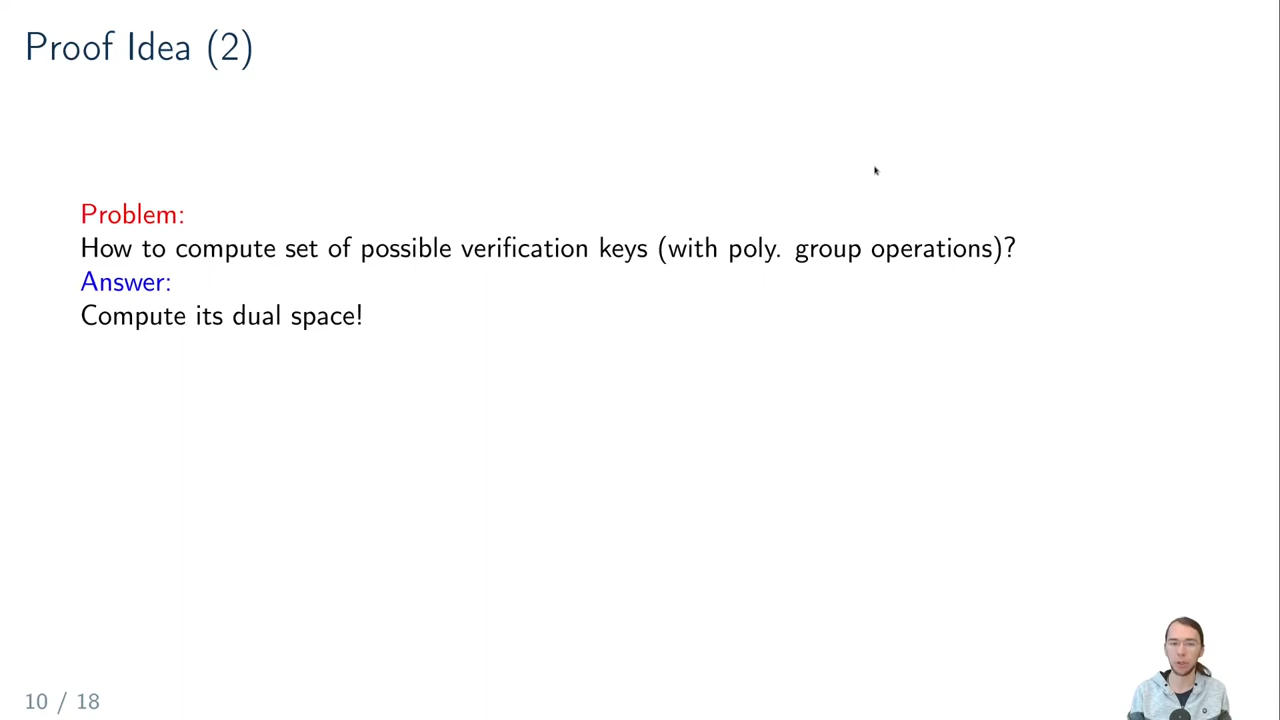 Proof Idea (2)
Problem:
How to compute set of possible verification keys (with poly. group operations)?
Answer:
Compute its dual space!
10 / 18